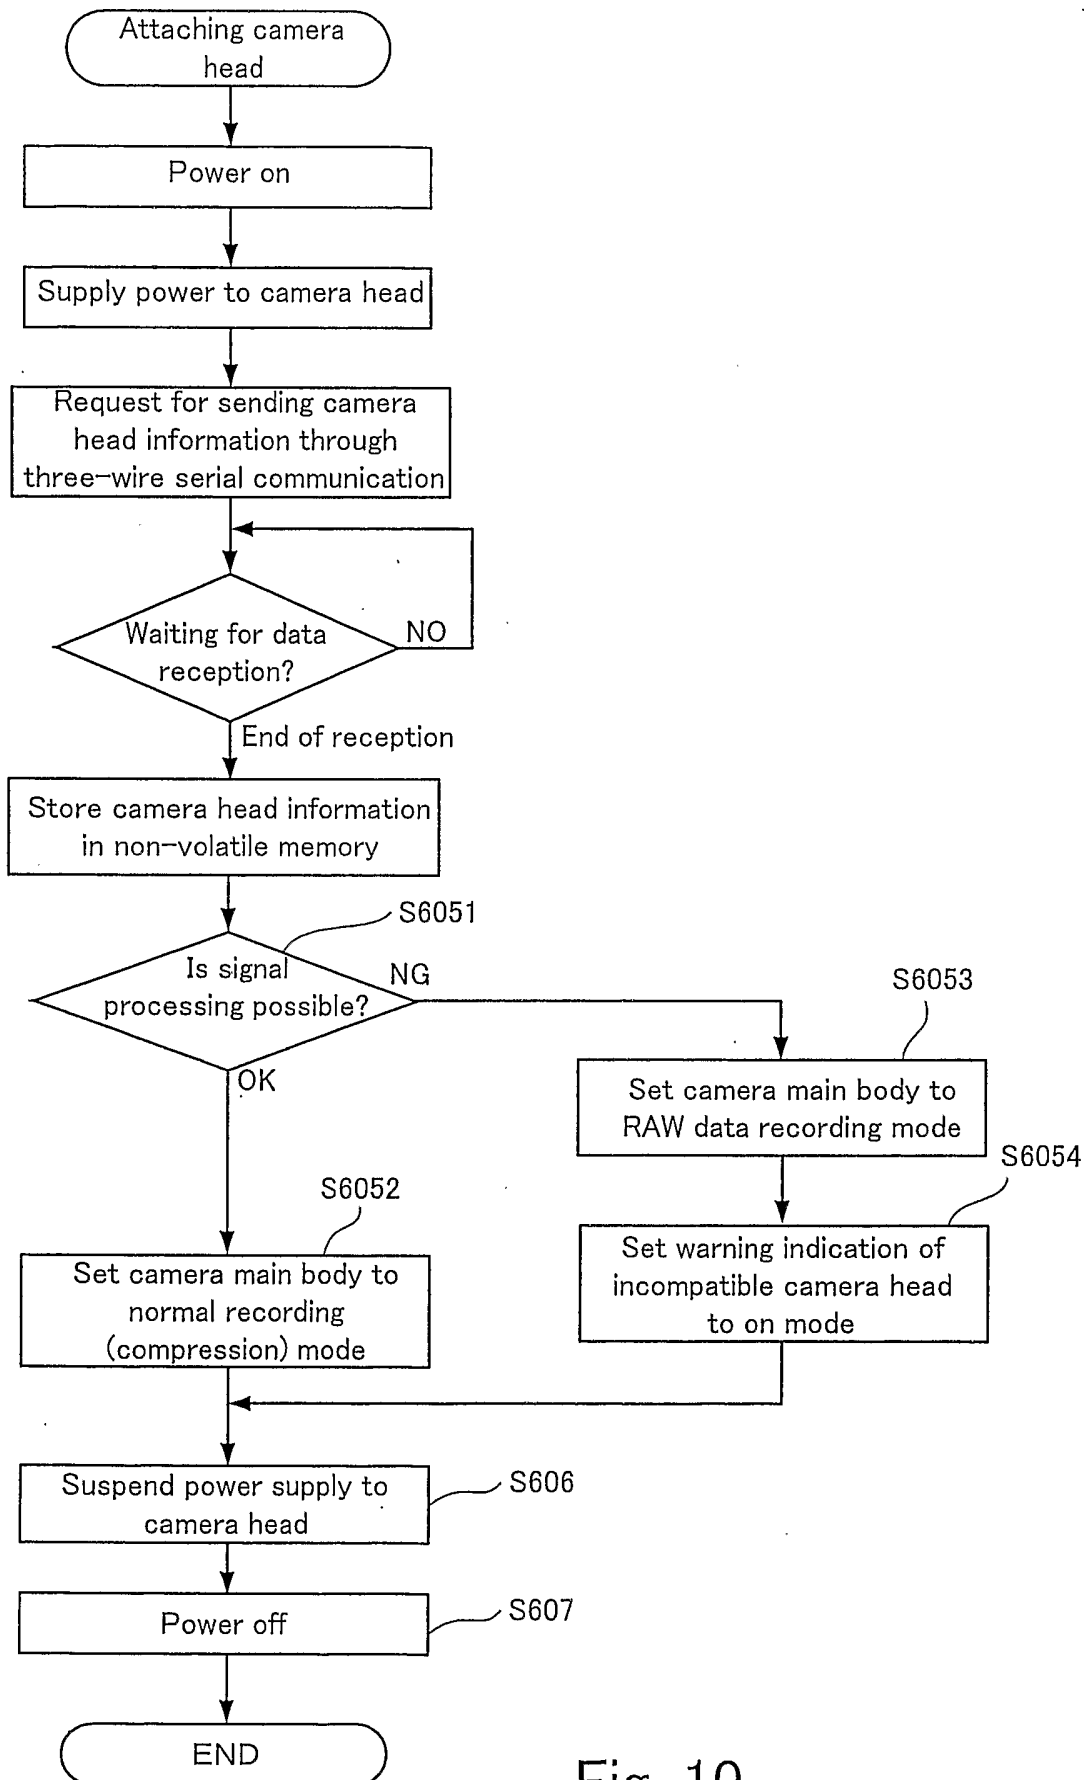 Attaching camera
head
Power on
Supply power to camera head
Request for sending camera
head information through
three-wire serial communication
Waiting for data
reception?
NO
End of reception
Store camera head information
in non-volatile memory
S6051
Is signal
processing possible?
NG
OK
S6053
Set camera main body to
RAW data recording mode
S6054
Set warning indication of
incompatible camera head
to on mode
S6052
Set camera main body to
normal recording
(compression) mode
Suspend power supply to
camera head
S606
Power off
S607
END
Fig. 10